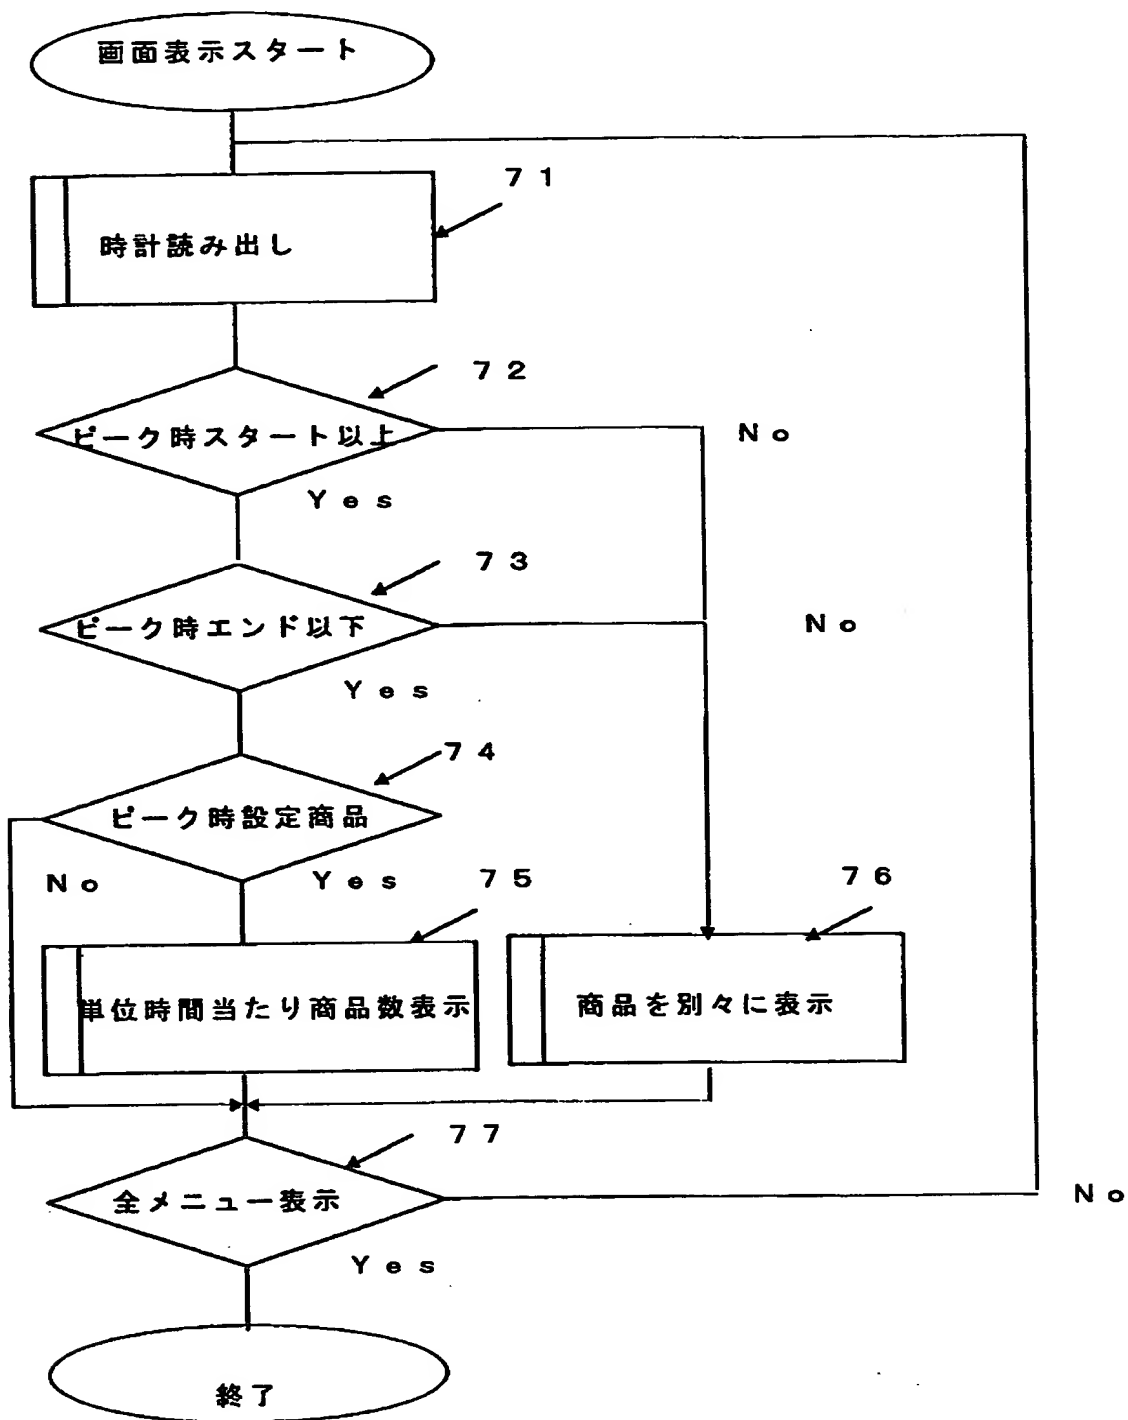 画面表示スタート
71
時計読み出し
72
ピーク時スタート以上
No
Yes
73
ピーク時エンド以下
No
Yes
74
ピーク時設定商品
No
Yes
75
76
単位時間当たり商品数表示
商品を別々に表示
77
全メニュー表示
No
Yes
終了